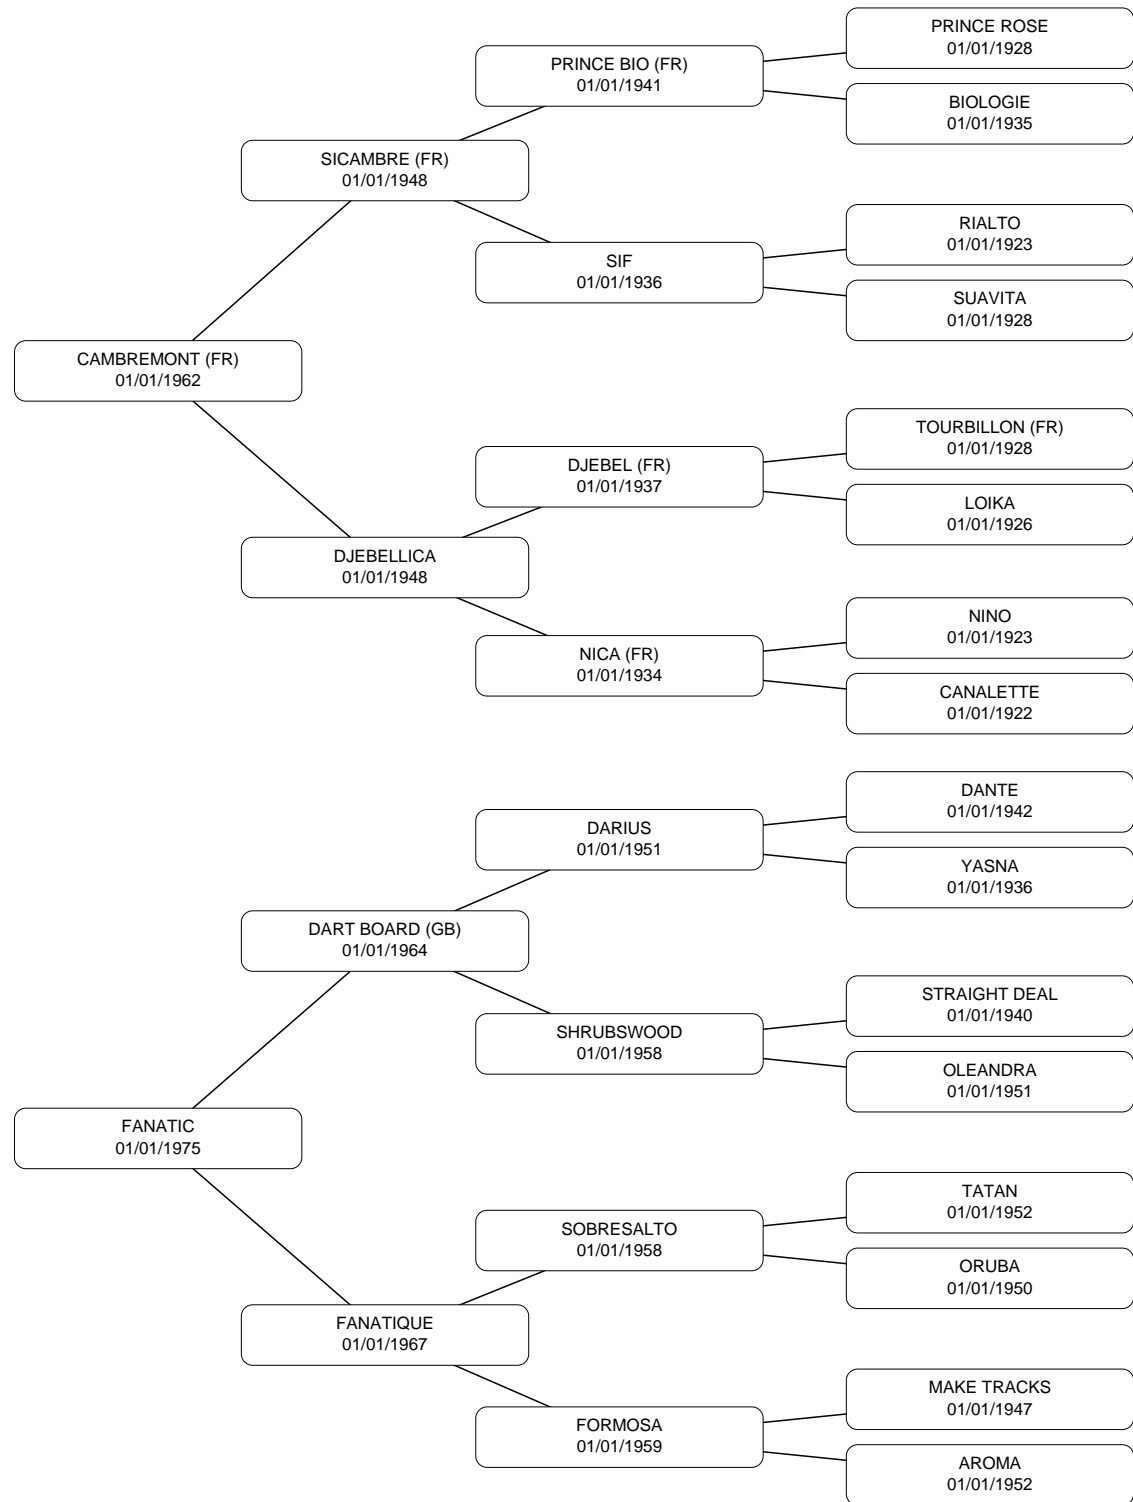 PRINCE ROSE
01/01/1928
PRINCE BIO (FR)
01/01/1941
BIOLOGIE
01/01/1935
SICAMBRE (FR)
01/01/1948
RIALTO
01/01/1923
SIF
01/01/1936
SUAVITA
01/01/1928
CAMBREMONT (FR)
01/01/1962
TOURBILLON (FR)
01/01/1928
DJEBEL (FR)
01/01/1937
LOIKA
01/01/1926
DJEBELLICA
01/01/1948
NINO
01/01/1923
NICA (FR)
01/01/1934
CANALETTE
01/01/1922
DANTE
01/01/1942
DARIUS
01/01/1951
YASNA
01/01/1936
DART BOARD (GB)
01/01/1964
STRAIGHT DEAL
01/01/1940
SHRUBSWOOD
01/01/1958
OLEANDRA
01/01/1951
FANATIC
01/01/1975
TATAN
01/01/1952
SOBRESALTO
01/01/1958
ORUBA
01/01/1950
FANATIQUE
01/01/1967
MAKE TRACKS
01/01/1947
FORMOSA
01/01/1959
AROMA
01/01/1952